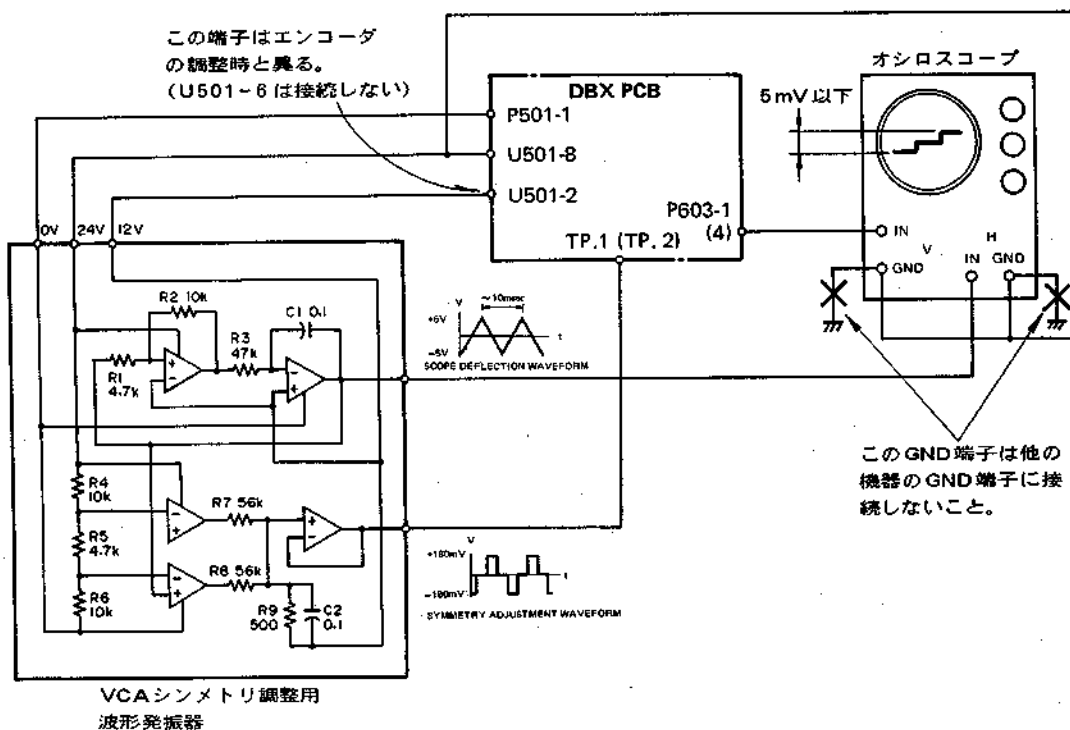 この端子はエンコーダ
の調整時と異る。
(U501-6は接続しない)
オシロスコープ
5mV以下
DBX PCB
P501-1
U501-8
U501-2
P603-1
(4)
TP.1 (TP. 2)
IN
V
H
GND
IN
GND
0V
24V
12V
R2 10k
C1 0.1
R3
47k
R1
4.7k
+
-
-
+
V
~10msec
+5V
-5V
t
SCOPE DEFLECTION WAVEFORM
このGND端子は他の
機器のGND端子に接
続しないこと。
R4
10k
R5
4.7k
R6
10k
-
+
-
+
R7 56k
R8 56k
+
-
R9
500
C2
0.1
V
+180mV
-180mV
t
SYMMETRY ADJUSTMENT WAVEFORM
VCAシンメトリ調整用
波形発振器